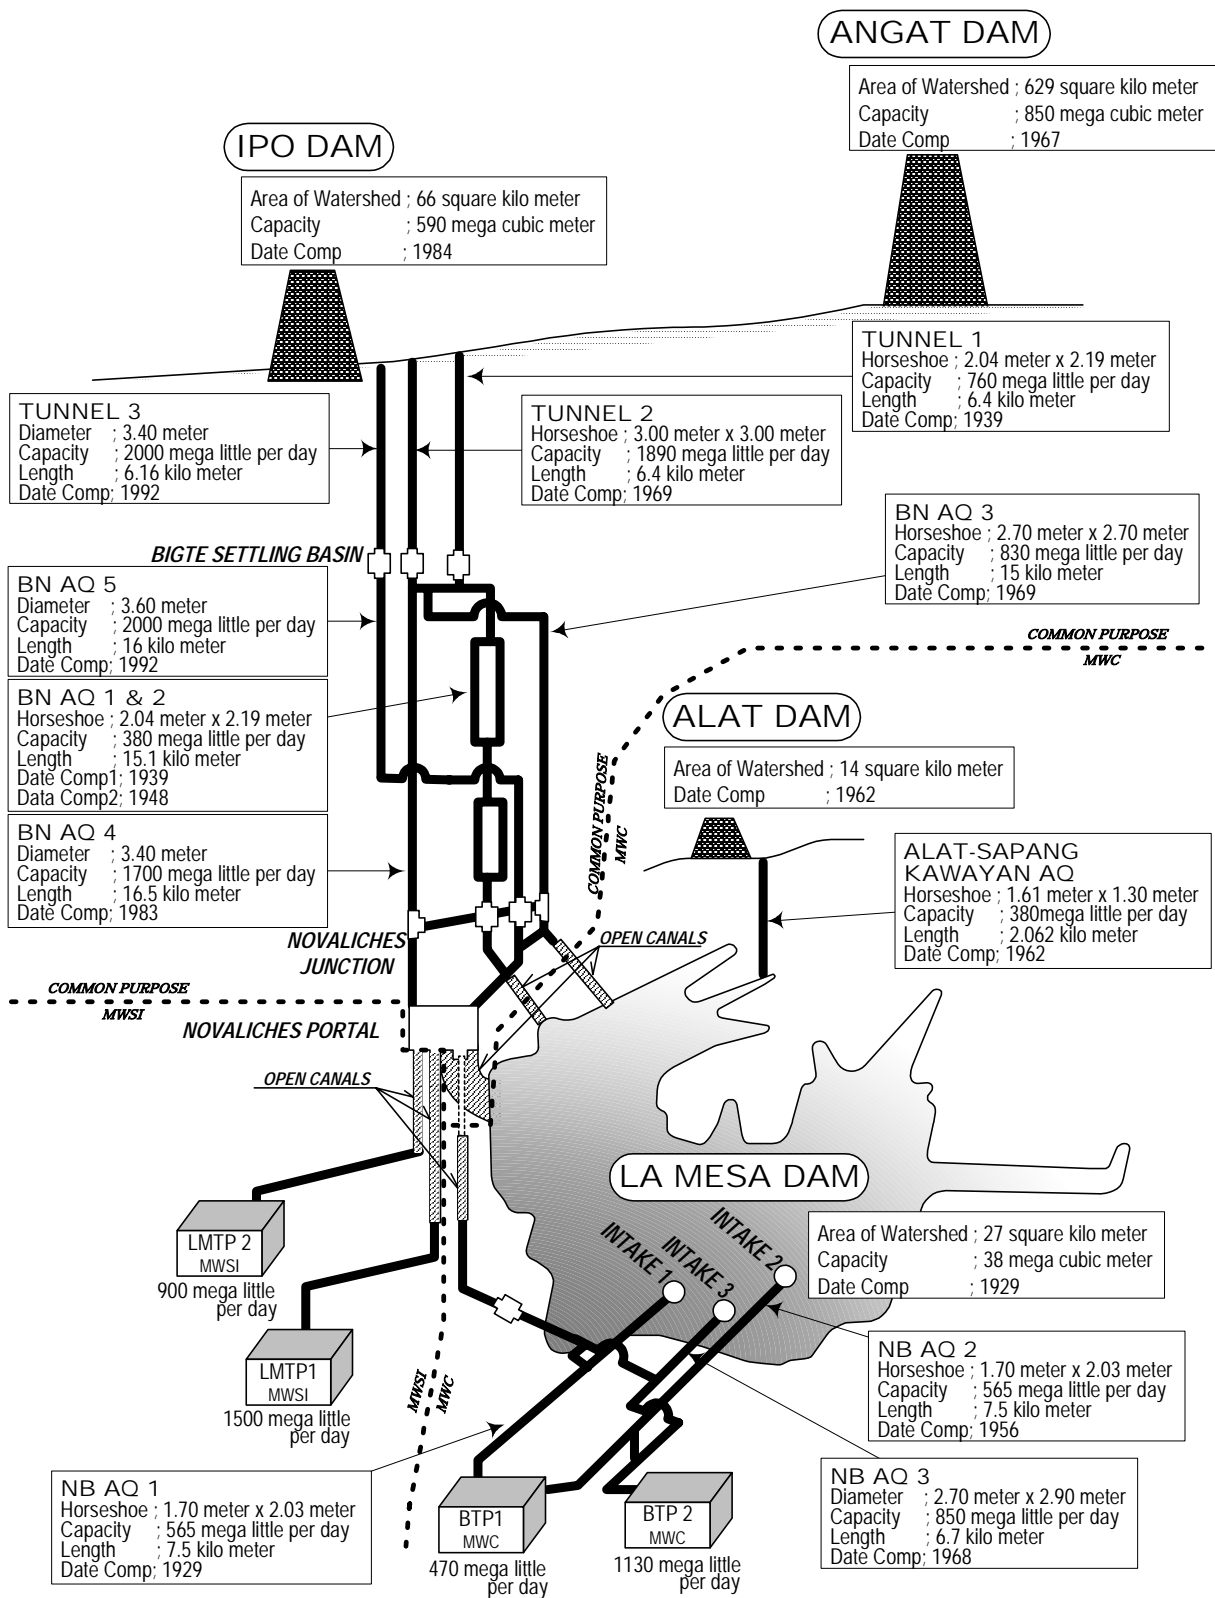 ANGAT DAM
Area of Watershed ; 629 square kilo meter
Capacity ; 850 mega cubic meter
Date Comp ; 1967
IPO DAM
Area of Watershed ; 66 square kilo meter
Capacity ; 590 mega cubic meter
Date Comp ; 1984
TUNNEL 1
Horseshoe ; 2.04 meter x 2.19 meter
Capacity ; 760 mega little per day
Length ; 6.4 kilo meter
Date Comp; 1939
TUNNEL 3
Diameter ; 3.40 meter
Capacity ; 2000 mega little per day
Length ; 6.16 kilo meter
Date Comp; 1992
TUNNEL 2
Horseshoe ; 3.00 meter x 3.00 meter
Capacity ; 1890 mega little per day
Length ; 6.4 kilo meter
Date Comp; 1969
BN AQ 3
Horseshoe ; 2.70 meter x 2.70 meter
Capacity ; 830 mega little per day
Length ; 15 kilo meter
Date Comp; 1969
BIGTE SETTLING BASIN
BN AQ 5
Diameter ; 3.60 meter
Capacity ; 2000 mega little per day
Length ; 16 kilo meter
Date Comp; 1992
COMMON PURPOSE
MWC
BN AQ 1 & 2
Horseshoe ; 2.04 meter x 2.19 meter
Capacity ; 380 mega little per day
Length ; 15.1 kilo meter
Date Comp1; 1939
Data Comp2; 1948
ALAT DAM
Area of Watershed ; 14 square kilo meter
Date Comp ; 1962
COMMON PURPOSE
MWC
BN AQ 4
Diameter ; 3.40 meter
Capacity ; 1700 mega little per day
Length ; 16.5 kilo meter
Date Comp; 1983
ALAT-SAPANG
KAWAYAN AQ
Horseshoe ; 1.61 meter x 1.30 meter
Capacity ; 380mega little per day
Length ; 2.062 kilo meter
Date Comp; 1962
NOVALICHES
JUNCTION
OPEN CANALS
COMMON PURPOSE
MWSI
NOVALICHES PORTAL
OPEN CANALS
LA MESA DAM
Area of Watershed ; 27 square kilo meter
Capacity ; 38 mega cubic meter
Date Comp ; 1929
INTAKE 1
INTAKE 3
INTAKE 2
LMTP 2
MWSI
900 mega little
per day
LMTP1
MWSI
1500 mega little
per day
MWSI
MWC
NB AQ 2
Horseshoe ; 1.70 meter x 2.03 meter
Capacity ; 565 mega little per day
Length ; 7.5 kilo meter
Date Comp; 1956
NB AQ 1
Horseshoe ; 1.70 meter x 2.03 meter
Capacity ; 565 mega little per day
Length ; 7.5 kilo meter
Date Comp; 1929
BTP1
MWC
470 mega little
per day
BTP 2
MWC
1130 mega little
per day
NB AQ 3
Diameter ; 2.70 meter x 2.90 meter
Capacity ; 850 mega little per day
Length ; 6.7 kilo meter
Date Comp; 1968